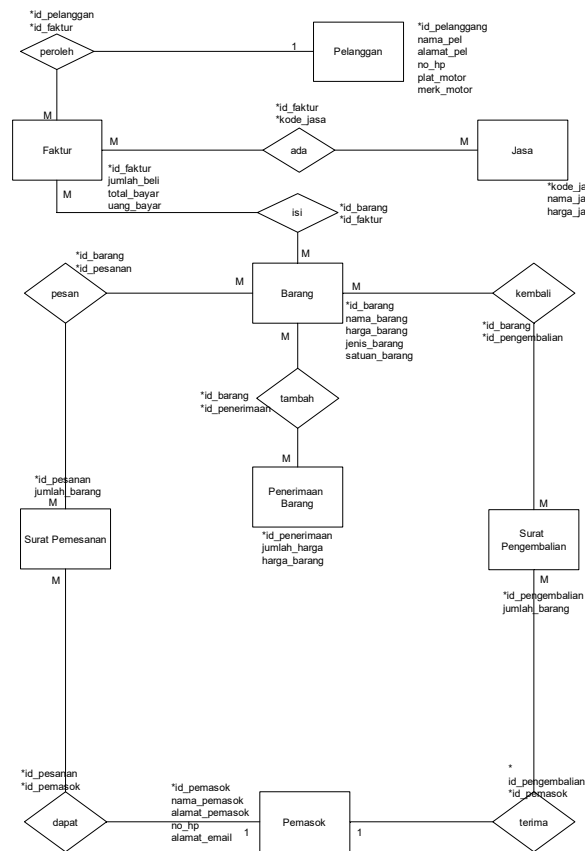 *id_pelanggan
*id_faktur
peroleh
1
Pelanggan
*id_pelanggang
nama_pel
alamat_pel
no_hp
plat_motor
merk_motor
M
Faktur
M
*id_faktur
*kode_jasa
ada
M
Jasa
*id_faktur
jumlah_beli
total_bayar
uang_bayar
M
*kode_ja
nama_ja
harga_ja
isi
*id_barang
*id_faktur
M
*id_barang
*id_pesanan
pesan
M
Barang
M
kembali
*id_barang
nama_barang
harga_barang
jenis_barang
satuan_barang
*id_barang
*id_pengembalian
M
*id_barang
*id_penerimaan
tambah
M
Penerimaan
Barang
*id_penerimaan
jumlah_harga
harga_barang
*id_pesanan
jumlah_barang
M
Surat Pemesanan
M
M
Surat
Pengembalian
M
*id_pengembalian
jumlah_barang
*id_pesanan
*id_pemasok
dapat
*id_pemasok
nama_pemasok
alamat_pemasok
no_hp
alamat_email
1
Pemasok
1
*
id_pengembalian
*id_pemasok
terima